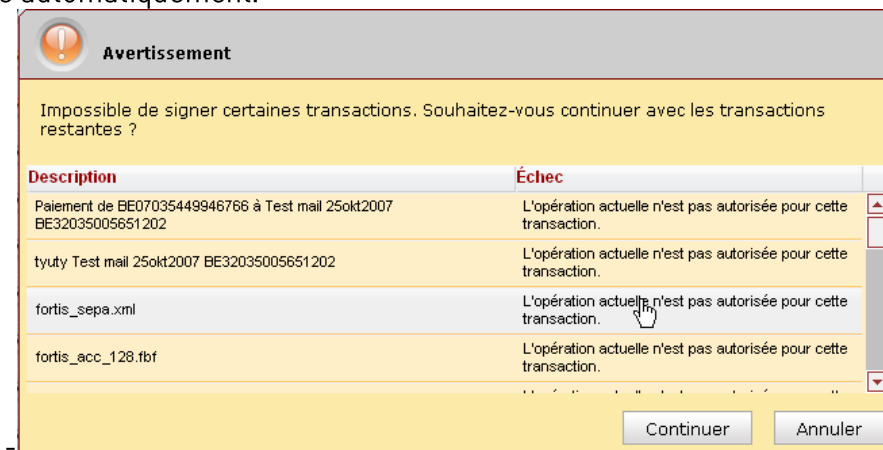 automatiquement.
Avertissement
Impossible de signer certaines transactions. Souhaitez-vous continuer avec les transactions
restantes ?
Description Échec
Paiement de BE07035449946766 à Test mail 25okt2007
BE32035005651202
L'opération actuelle n'est pas autorisée pour cette
transaction.
tyuty Test mail 25okt2007 BE32035005651202
L'opération actuelle n'est pas autorisée pour cette
transaction.
fortis_sepa.xml
L'opération actuelle n'est pas autorisée pour cette
transaction.
fortis_acc_128.fbf
L'opération actuelle n'est pas autorisée pour cette
transaction.
Continuer Annuler